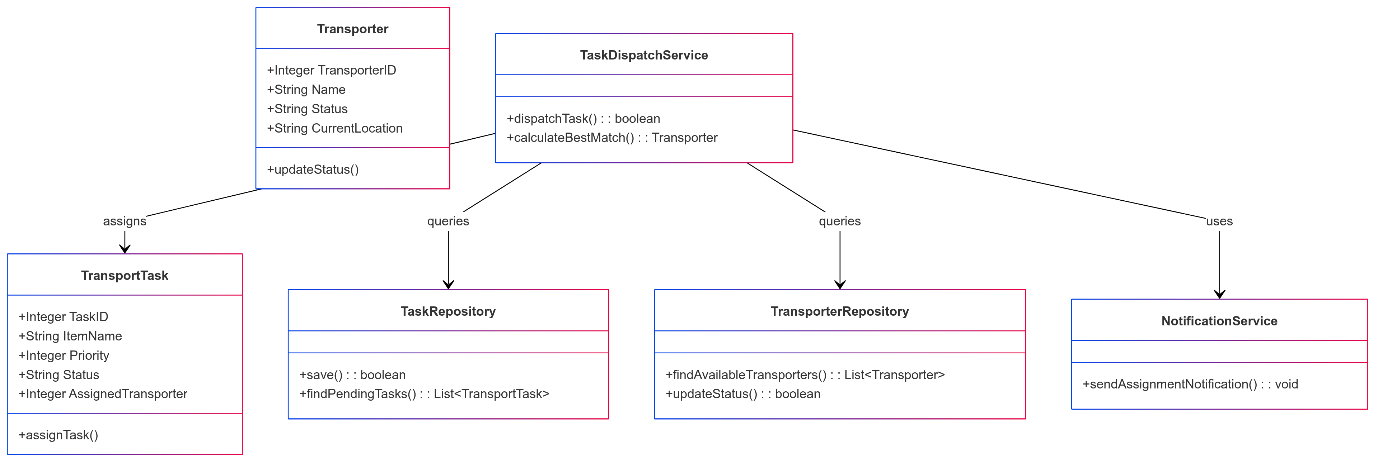 Transporter
+Integer TransporterID
+String Name
+String Status
+String CurrentLocation
+updateStatus()
TaskDispatchService
+dispatchTask() : : boolean
+calculateBestMatch() : : Transporter
assigns
queries
queries
uses
TransportTask
+Integer TaskID
+String ItemName
+Integer Priority
+String Status
+Integer AssignedTransporter
+assignTask()
TaskRepository
+save() : : boolean
+findPendingTasks() : : List<TransportTask>
TransporterRepository
+findAvailableTransporters() : : List<Transporter>
+updateStatus() : : boolean
NotificationService
+sendAssignmentNotification() : : void